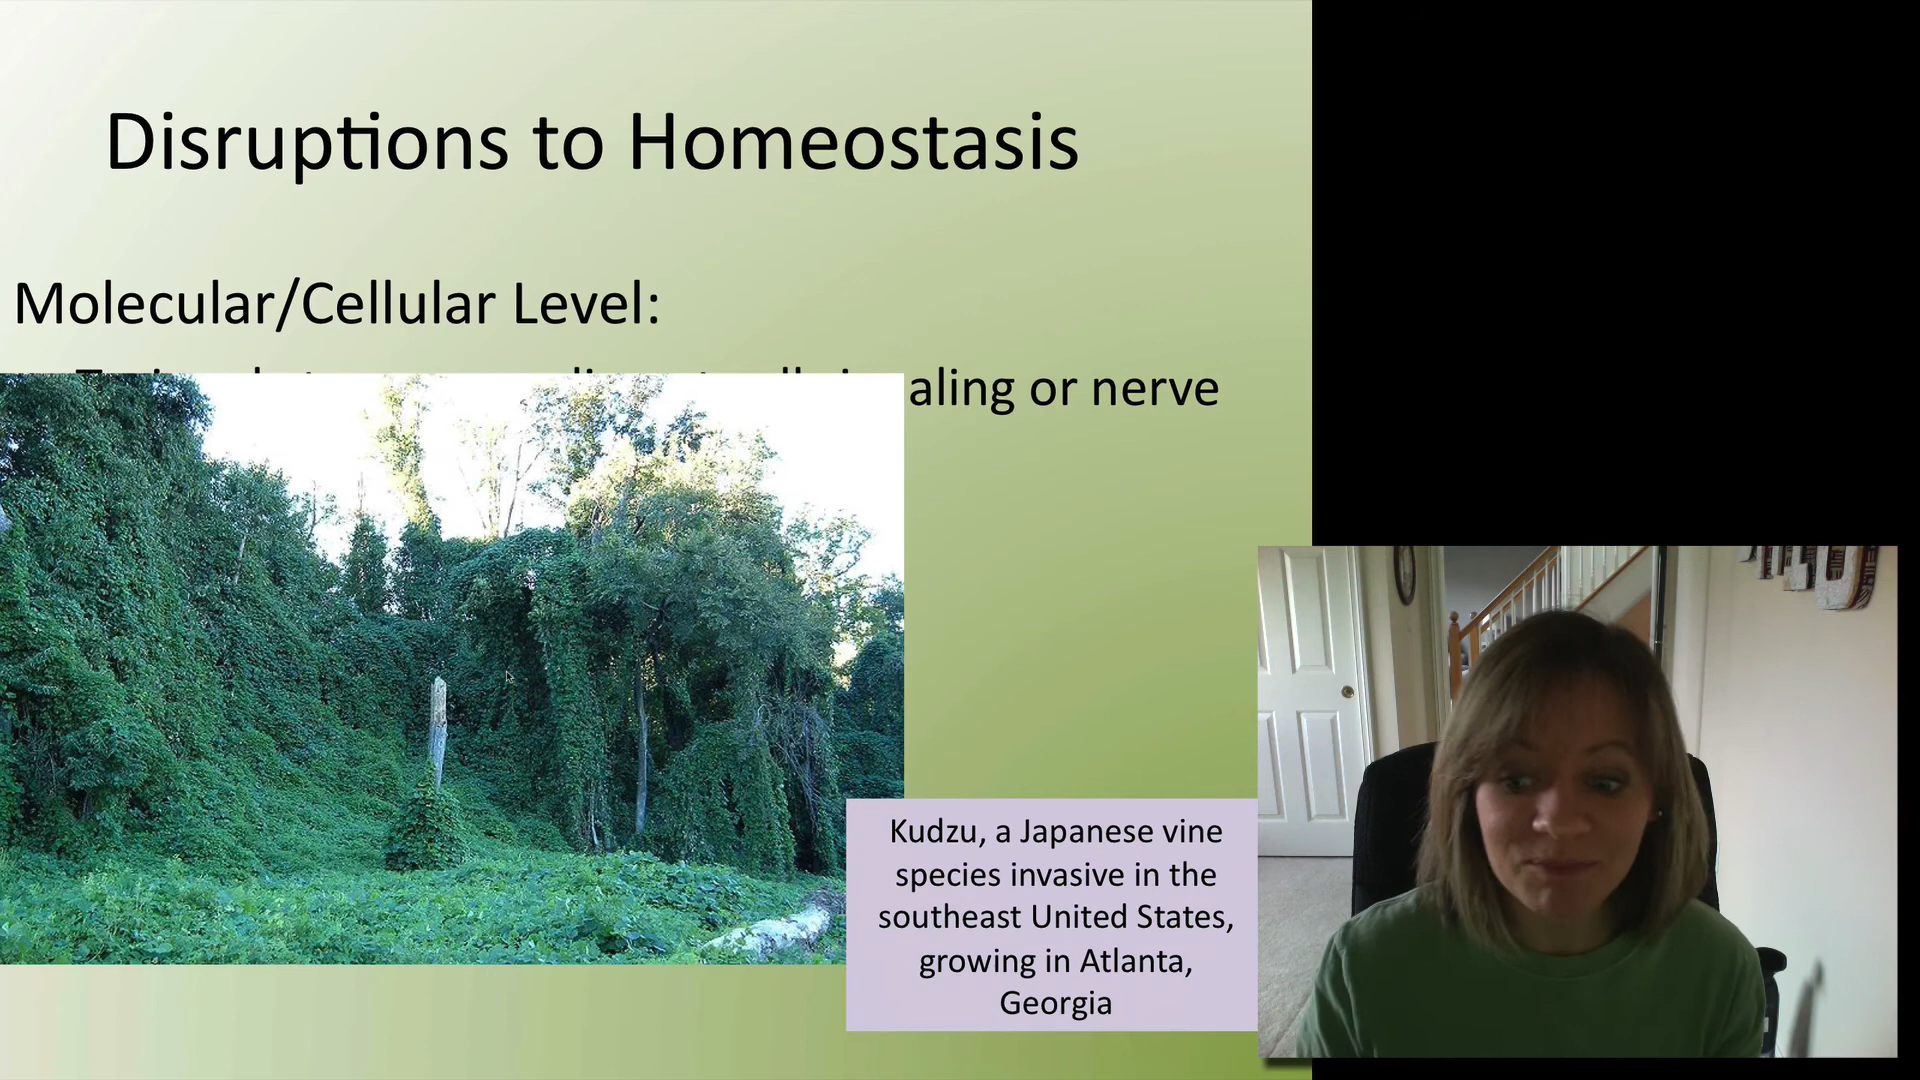 Disruptions to Homeostasis
Molecular/Cellular Level:
aling or nerve
Kudzu, a Japanese vine
species invasive in the
southeast United States,
growing in Atlanta,
Georgia